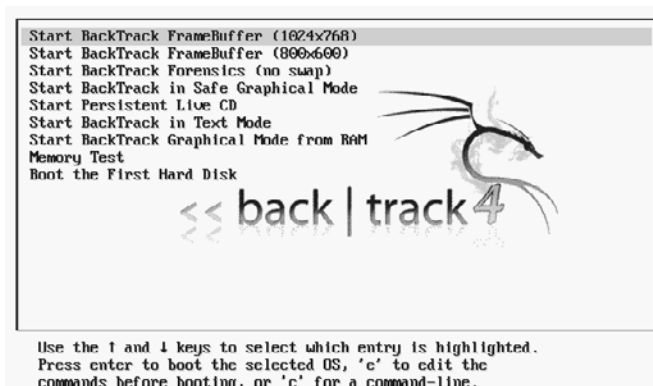 Start BackTrack FrameBuffer (1024x768)
Start BackTrack FrameBuffer (800x600)
Start BackTrack Forensics (no swap)
Start BackTrack in Safe Graphical Mode
Start Persistent Live CD
Start BackTrack in Text Mode
Start BackTrack Graphical Mode from RAM
Memory Test
Boot the First Hard Disk
<< back | track 4
Use the ↑ and ↓ keys to select which entry is highlighted.
Press enter to boot the selected OS, 'e' to edit the
commands before booting, or 'c' for a command-line.